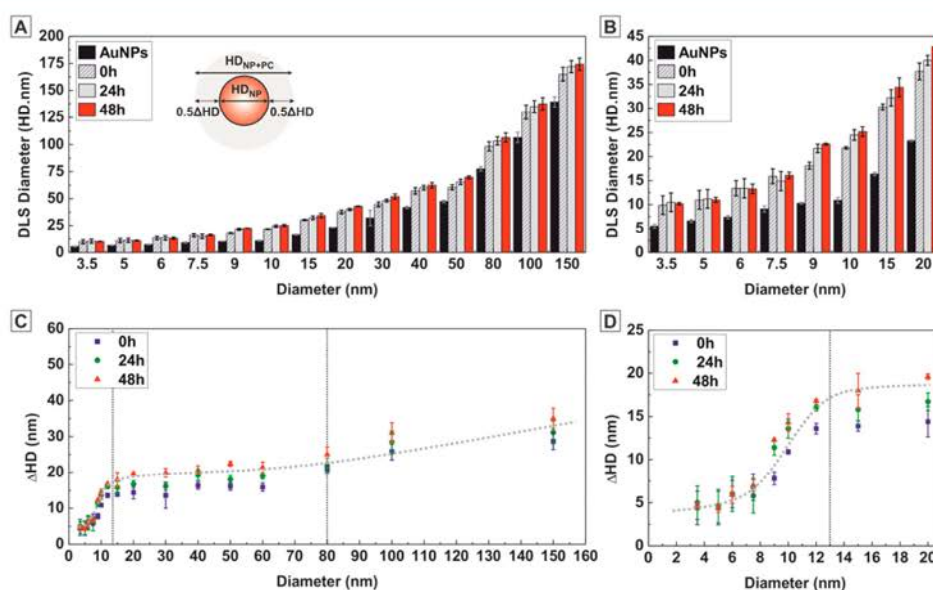 A
AuNPs
0h
24h
48h
HD_NP+PC
HD_NP
0.5ΔHD
0.5ΔHD
DLS Diameter (HD.nm)
200
175
150
125
100
75
50
25
0
3.5 5 6 7.5 9 10 15 20 30 40 50 80 100 150
Diameter (nm)
B
AuNPs
0h
24h
48h
DLS Diameter (HD.nm)
45
40
35
30
25
20
15
10
5
0
3.5 5 6 7.5 9 10 15 20
Diameter (nm)
C
0h
24h
48h
ΔHD (nm)
60
50
40
30
20
10
0
0 10 20 30 40 50 60 70 80 90 100 110 120 130 140 150 160
Diameter (nm)
D
0h
24h
48h
ΔHD (nm)
25
20
15
10
5
0
0 2 4 6 8 10 12 14 16 18 20
Diameter (nm)